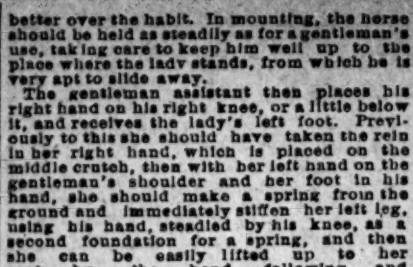 better over the habit. In mounting, the horse
should be held as steadily as for a gentleman's
use, taking care to keep him well up to the
place where the lady stands, from which he is
very apt to slide away.
The gentleman assistant then places his
right hand on his right knee, or a little below
it, and receives the lady's left foot. Previ-
ously to this she should have taken the rein
in her right hand, which is placed on the
middle crutch, then with her left hand on the
gentleman's shoulder and her foot in his
hand, she should make a spring from the
ground and immediately stiffen her left leg,
using his hand, steadied by his knee, as a
second foundation for a spring, and then
she can be easily lifted up to her